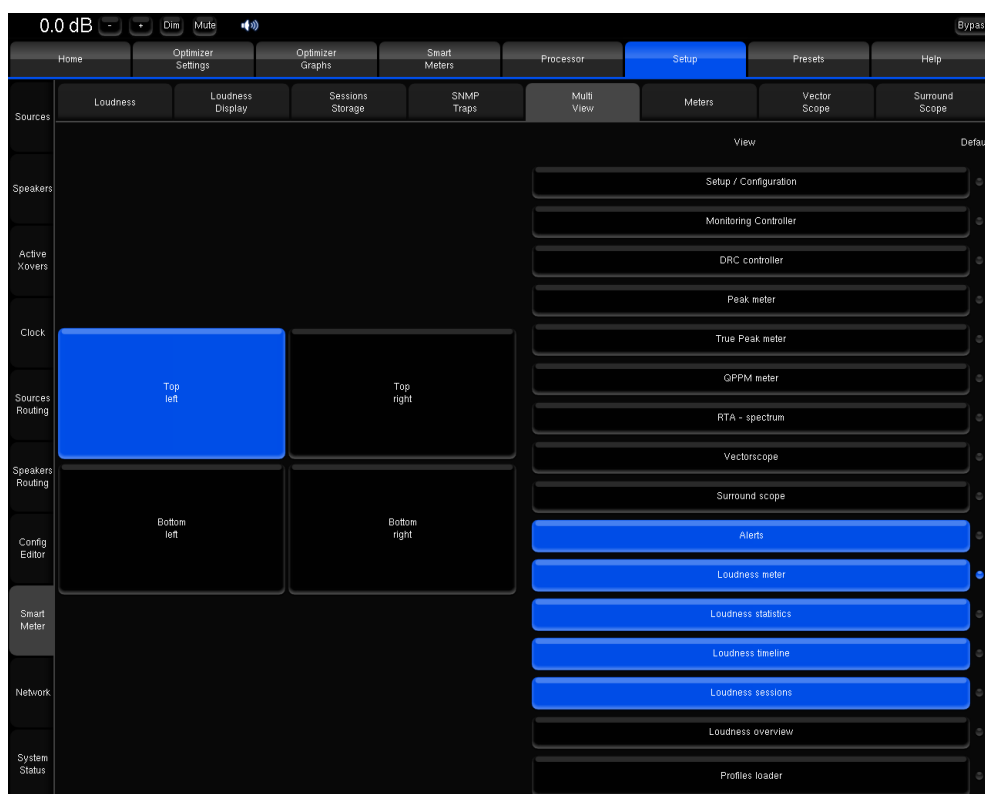 0.0 dB - + Dim Mute Bypas
Home Optimizer Settings Optimizer Graphs Smart Meters Processor Setup Presets Help
Loudness Loudness Display Sessions Storage SNMP Traps Multi View Meters Vector Scope Surround Scope
Sources
Speakers
Active
Xovers
Clock
Sources
Routing
Speakers
Routing
Config
Editor
Smart
Meter
Network
System
Status
Top
left
Top
right
Bottom
left
Bottom
right
View Defau
Setup / Configuration
Monitoring Controller
DRC controller
Peak meter
True Peak meter
QPPM meter
RTA - spectrum
Vectorscope
Surround scope
Alerts
Loudness meter
Loudness statistics
Loudness timeline
Loudness sessions
Loudness overview
Profiles loader